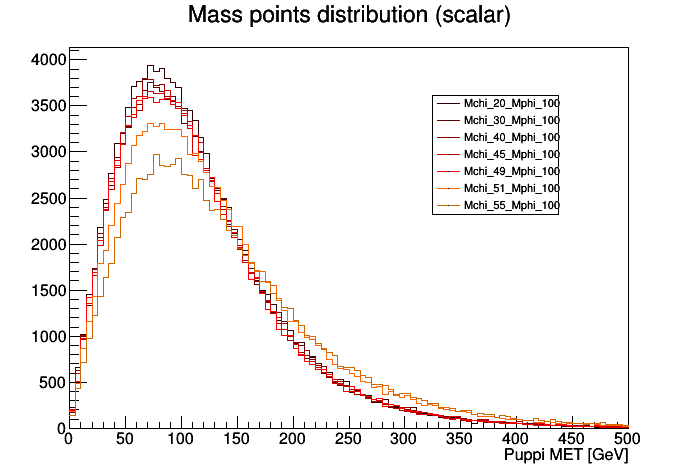 Mass points distribution (scalar)
4000
3500
3000
2500
2000
1500
1000
500
0
Mchi_20_Mphi_100
Mchi_30_Mphi_100
Mchi_40_Mphi_100
Mchi_45_Mphi_100
Mchi_49_Mphi_100
Mchi_51_Mphi_100
Mchi_55_Mphi_100
0 50 100 150 200 250 300 350 400 450 500
Puppi MET [GeV]